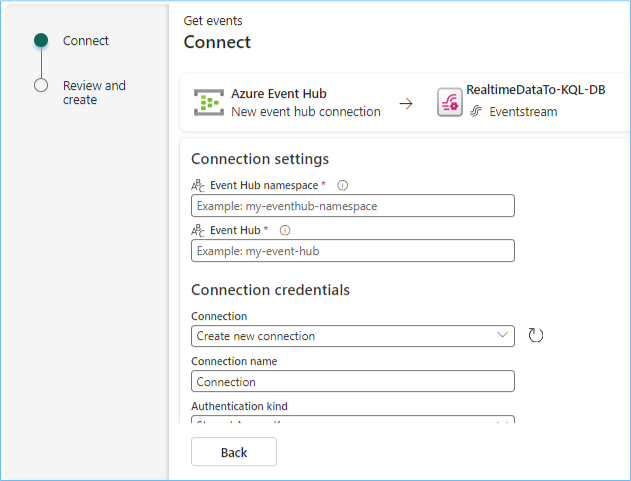 Get events
Connect
Connect
Review and
create
Azure Event Hub
New event hub connection
RealtimeDataTo-KQL-DB
Eventstream
Connection settings
Event Hub namespace *
Example: my-eventhub-namespace
Event Hub *
Example: my-event-hub
Connection credentials
Connection
Create new connection
Connection name
Connection
Authentication kind
Back